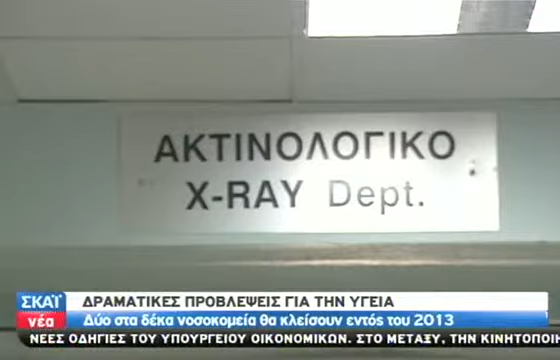 ΑΚΤΙΝΟΛΟΓΙΚΟ
X-RAY Dept.
ΣΚΑΪ ΔΡΑΜΑΤΙΚΕΣ ΠΡΟΒΛΕΨΕΙΣ ΓΙΑ ΤΗΝ ΥΓΕΙΑ
νέα Δύο στα δέκα νοσοκομεία θα κλείσουν εντός του 2013
ΝΕΕΣ ΟΔΗΓΙΕΣ ΤΟΥ ΥΠΟΥΡΓΕΙΟΥ ΟΙΚΟΝΟΜΙΚΩΝ. ΣΤΟ ΜΕΤΑΞΥ, ΤΗΝ ΚΙΝΗΤΟΠΟ